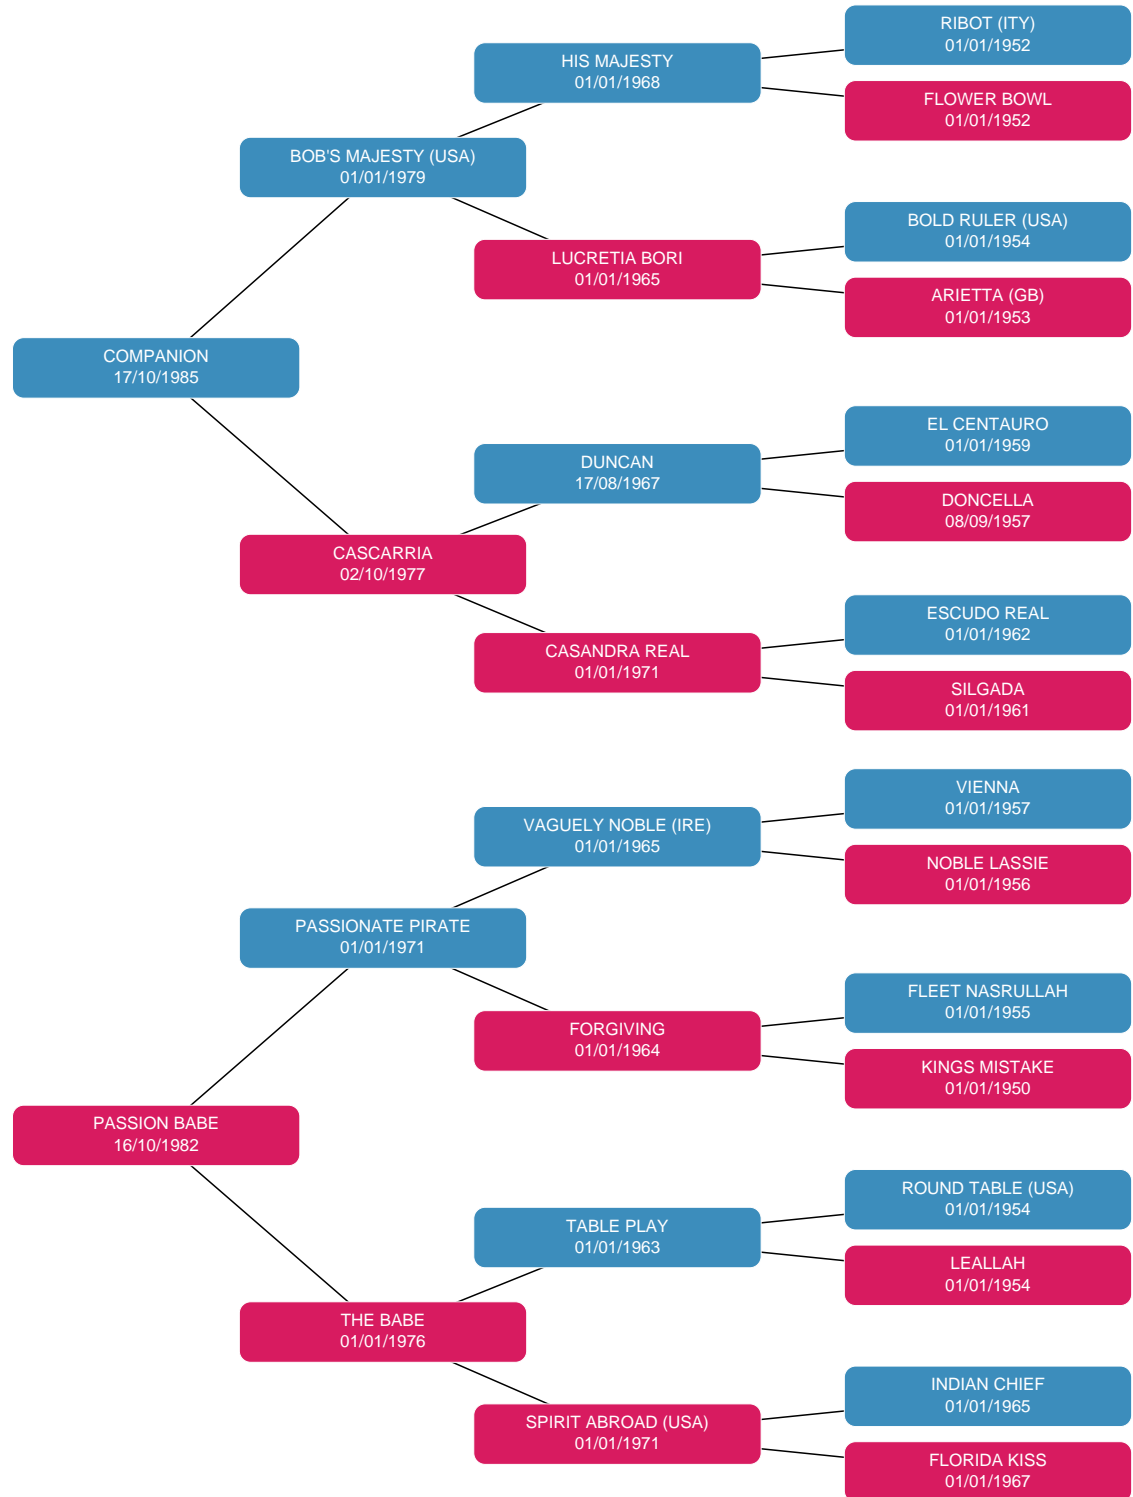 RIBOT (ITY)
01/01/1952
HIS MAJESTY
01/01/1968
FLOWER BOWL
01/01/1952
BOB'S MAJESTY (USA)
01/01/1979
BOLD RULER (USA)
01/01/1954
LUCRETIA BORI
01/01/1965
ARIETTA (GB)
01/01/1953
COMPANION
17/10/1985
EL CENTAURO
01/01/1959
DUNCAN
17/08/1967
DONCELLA
08/09/1957
CASCARRIA
02/10/1977
ESCUDO REAL
01/01/1962
CASANDRA REAL
01/01/1971
SILGADA
01/01/1961
VIENNA
01/01/1957
VAGUELY NOBLE (IRE)
01/01/1965
NOBLE LASSIE
01/01/1956
PASSIONATE PIRATE
01/01/1971
FLEET NASRULLAH
01/01/1955
FORGIVING
01/01/1964
KINGS MISTAKE
01/01/1950
PASSION BABE
16/10/1982
ROUND TABLE (USA)
01/01/1954
TABLE PLAY
01/01/1963
LEALLAH
01/01/1954
THE BABE
01/01/1976
INDIAN CHIEF
01/01/1965
SPIRIT ABROAD (USA)
01/01/1971
FLORIDA KISS
01/01/1967